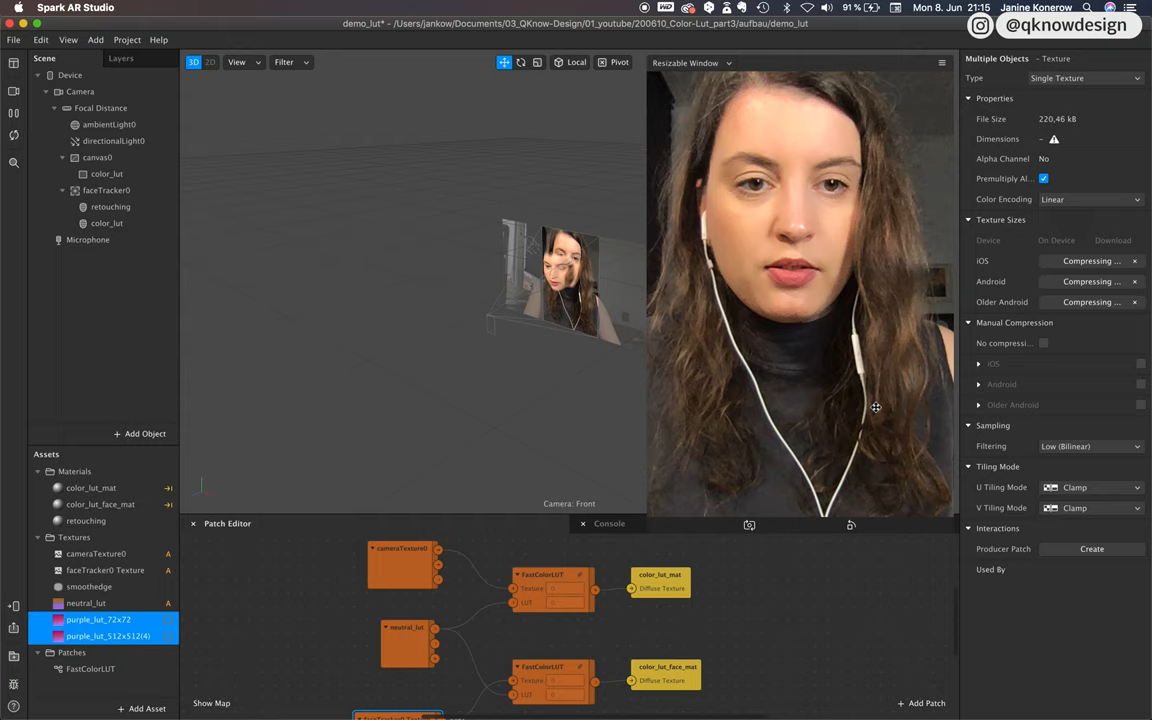 Spark AR Studio
91 %
Mo 8. Juni 21:15
Janine Konerow
demo_lut* - /Users/jankow/Documents/03_QKnow-Design/01_youtube/200610_Color-Lut_part3/aufbau/demo_lut
@qknowdesign
File Edit View Add Project Help
Scene Layers
Device
Camera
Focal Distance
ambientLight0
directionalLight0
canvas0
color_lut
faceTracker0
retouching
color_lut
Microphone
+ Add Object
Assets
Materials
color_lut_mat
color_lut_face_mat
retouching
Textures
cameraTexture0 A
faceTracker0 Texture A
smoothedge
neutral_lut A
purple_lut_72x72
purple_lut_512x512(4)
Patches
FastColorLUT
+ Add Asset
3D 2D View Filter Local Pivot
Camera: Front
Resizable Window
× Patch Editor × Console
cameraTexture0
neutral_lut
FastColorLUT
Texture 0
LUT 0
color_lut_mat
Diffuse Texture
FastColorLUT
Texture 0
LUT 0
color_lut_face_mat
Diffuse Texture
Show Map
+ Add Patch
Multiple Objects - Texture
Type Single Texture
Properties
File Size 220,46 kB
Dimensions -
Alpha Channel No
Premultiply Al...
Color Encoding Linear
Texture Sizes
Device On Device Download
iOS Compressing ... ×
Android Compressing ... ×
Older Android Compressing ... ×
Manual Compression
No compressi...
iOS
Android
Older Android
Sampling
Filtering Low (Bilinear)
Tiling Mode
U Tiling Mode Clamp
V Tiling Mode Clamp
Interactions
Producer Patch Create
Used By